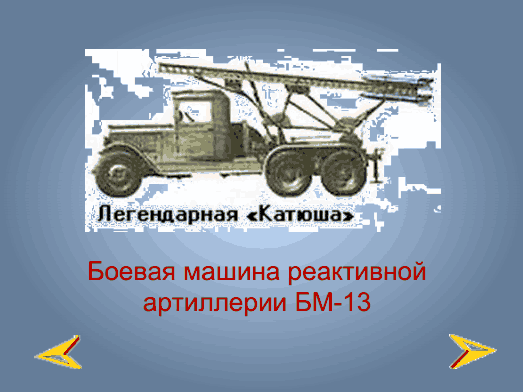 Легендарная «Катюша»
Боевая машина реактивной
артиллерии БМ-13